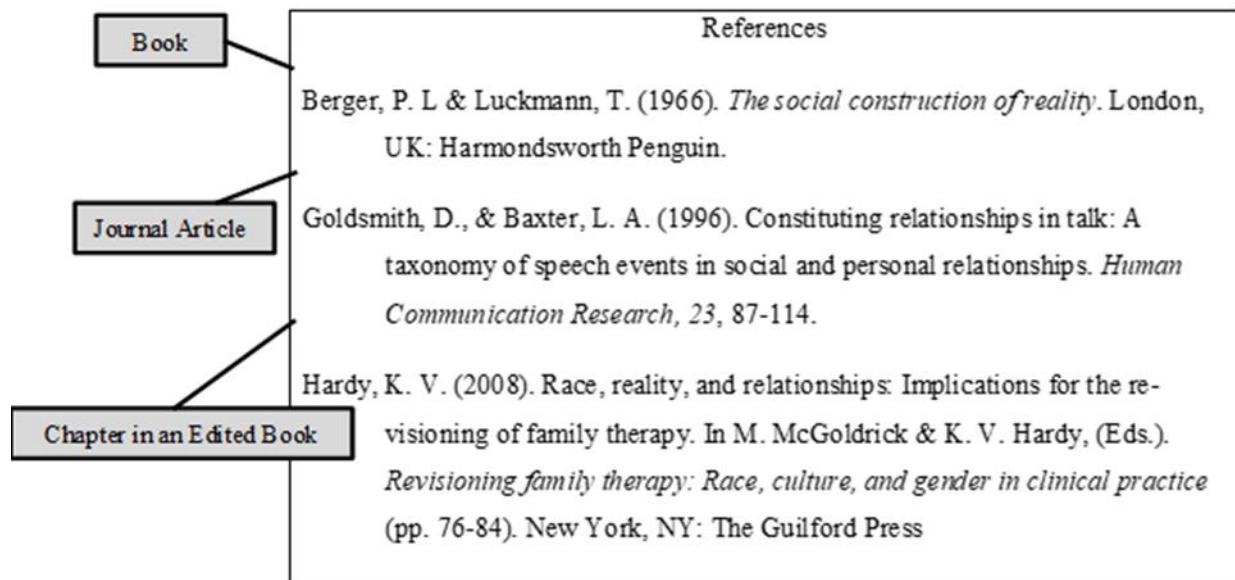 References
Book
Berger, P. L & Luckmann, T. (1966). The social construction of reality. London,
UK: Harmondsworth Penguin.
Journal Article
Goldsmith, D., & Baxter, L. A. (1996). Constituting relationships in talk: A
taxonomy of speech events in social and personal relationships. Human
Communication Research, 23, 87-114.
Chapter in an Edited Book
Hardy, K. V. (2008). Race, reality, and relationships: Implications for the re-
visioning of family therapy. In M. McGoldrick & K. V. Hardy, (Eds.).
Revisioning family therapy: Race, culture, and gender in clinical practice
(pp. 76-84). New York, NY: The Guilford Press